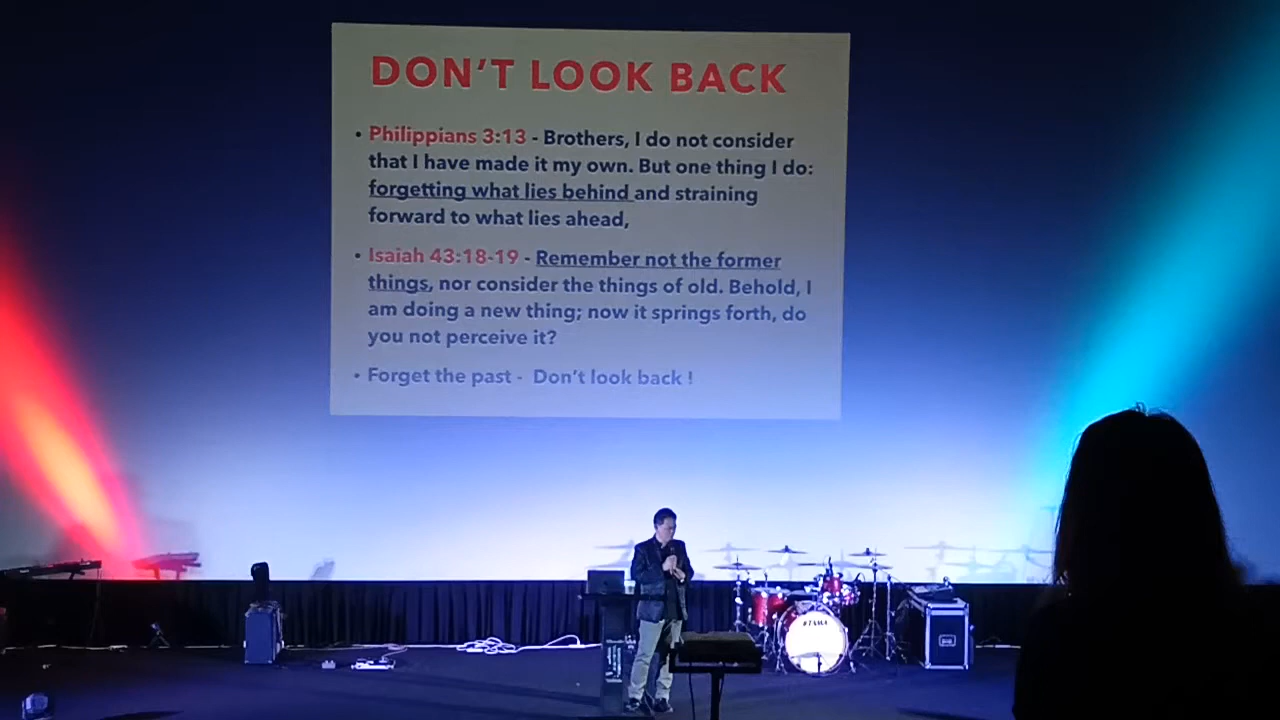 DON'T LOOK BACK
• Philippians 3:13 - Brothers, I do not consider
that I have made it my own. But one thing I do:
forgetting what lies behind and straining
forward to what lies ahead,
• Isaiah 43:18-19 - Remember not the former
things, nor consider the things of old. Behold, I
am doing a new thing; now it springs forth, do
you not perceive it?
• Forget the past - Don't look back !
TAMA